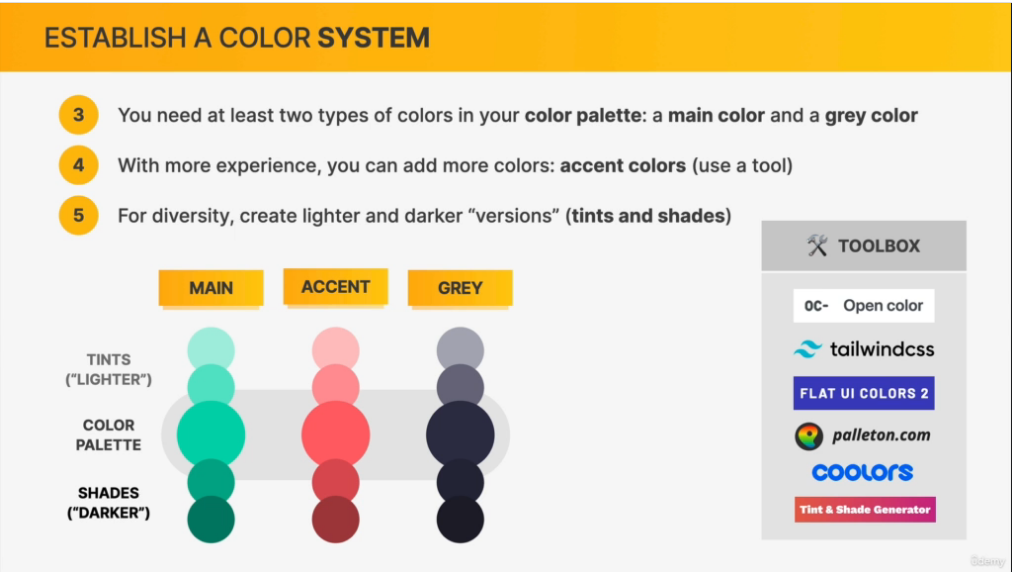 ESTABLISH A COLOR SYSTEM
3 You need at least two types of colors in your color palette: a main color and a grey color
4 With more experience, you can add more colors: accent colors (use a tool)
5 For diversity, create lighter and darker “versions” (tints and shades)
MAIN ACCENT GREY
TINTS
(“LIGHTER”)
COLOR
PALETTE
SHADES
(“DARKER”)
TOOLBOX
OC- Open color
tailwindcss
FLAT UI COLORS 2
palleton.com
coolors
Tint & Shade Generator
ûdemy